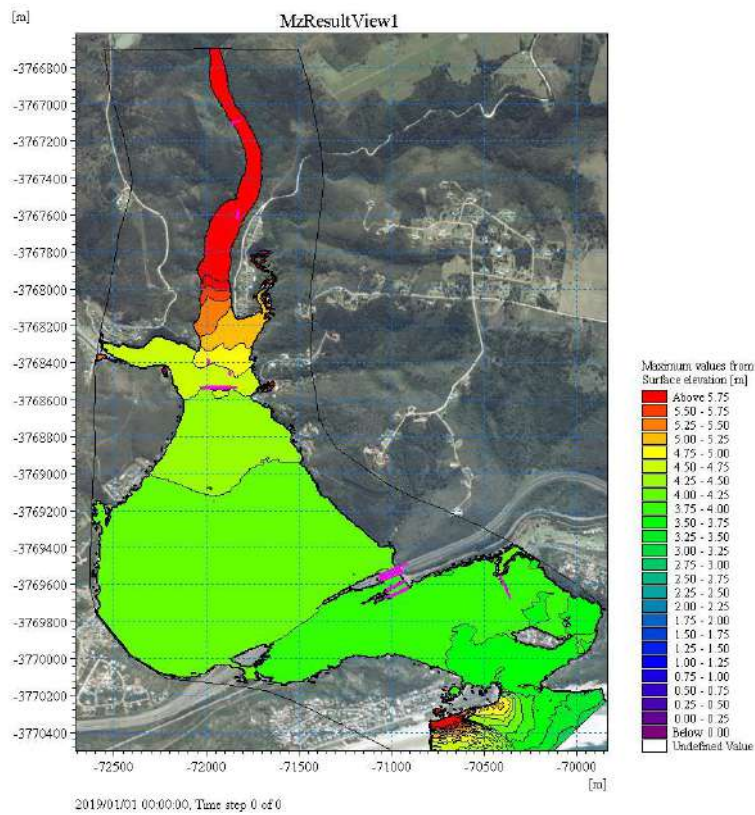 [m]
MzResultView1
-3766800
-3767000
-3767200
-3767400
-3767600
-3767800
-3768000
-3768200
-3768400
-3768600
-3768800
-3769000
-3769200
-3769400
-3769600
-3769800
-3770000
-3770200
-3770400
-72500
-72000
-71500
-71000
-70500
-70000
[m]
Maximum values from
Surface elevation [m]
Above 5.75
5.50 - 5.75
5.25 - 5.50
5.00 - 5.25
4.75 - 5.00
4.50 - 4.75
4.25 - 4.50
4.00 - 4.25
3.75 - 4.00
3.50 - 3.75
3.25 - 3.50
3.00 - 3.25
2.75 - 3.00
2.50 - 2.75
2.25 - 2.50
2.00 - 2.25
1.75 - 2.00
1.50 - 1.75
1.25 - 1.50
1.00 - 1.25
0.75 - 1.00
0.50 - 0.75
0.25 - 0.50
0.00 - 0.25
Below 0.00
Undefined Value
2019/01/01 00:00:00, Time step 0 of 0